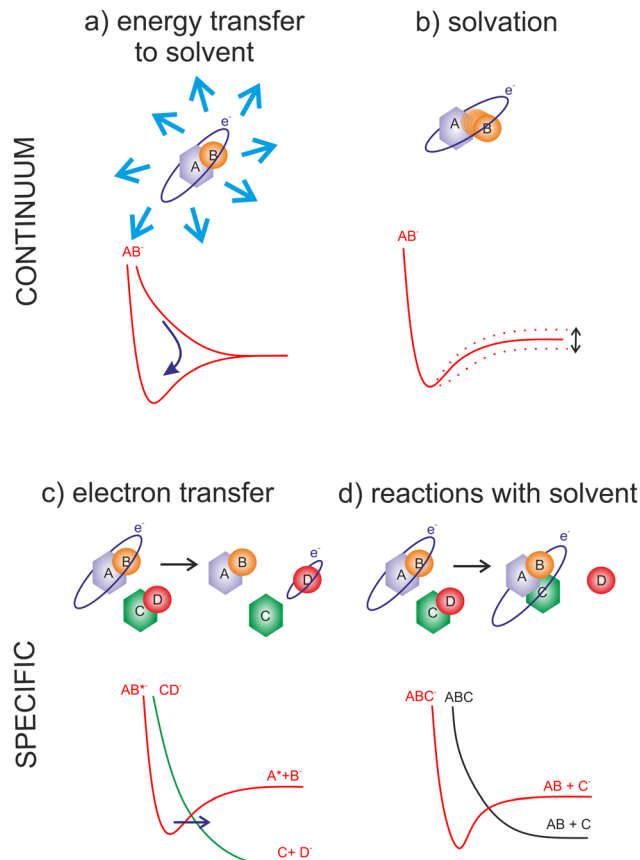 a) energy transfer
to solvent
b) solvation
CONTINUUM
e-
A
B
e-
A
B
AB-
AB-
SPECIFIC
c) electron transfer
d) reactions with solvent
e-
A
B
C
D
A
B
C
e-
D
e-
A
B
C
D
e-
A
B
C
D
AB*-
CD-
A*+B-
C+ D-
ABC-
ABC
AB + C-
AB + C